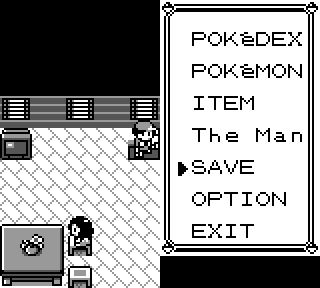 POKéDEX
POKéMON
ITEM
The Man
▶SAVE
OPTION
EXIT